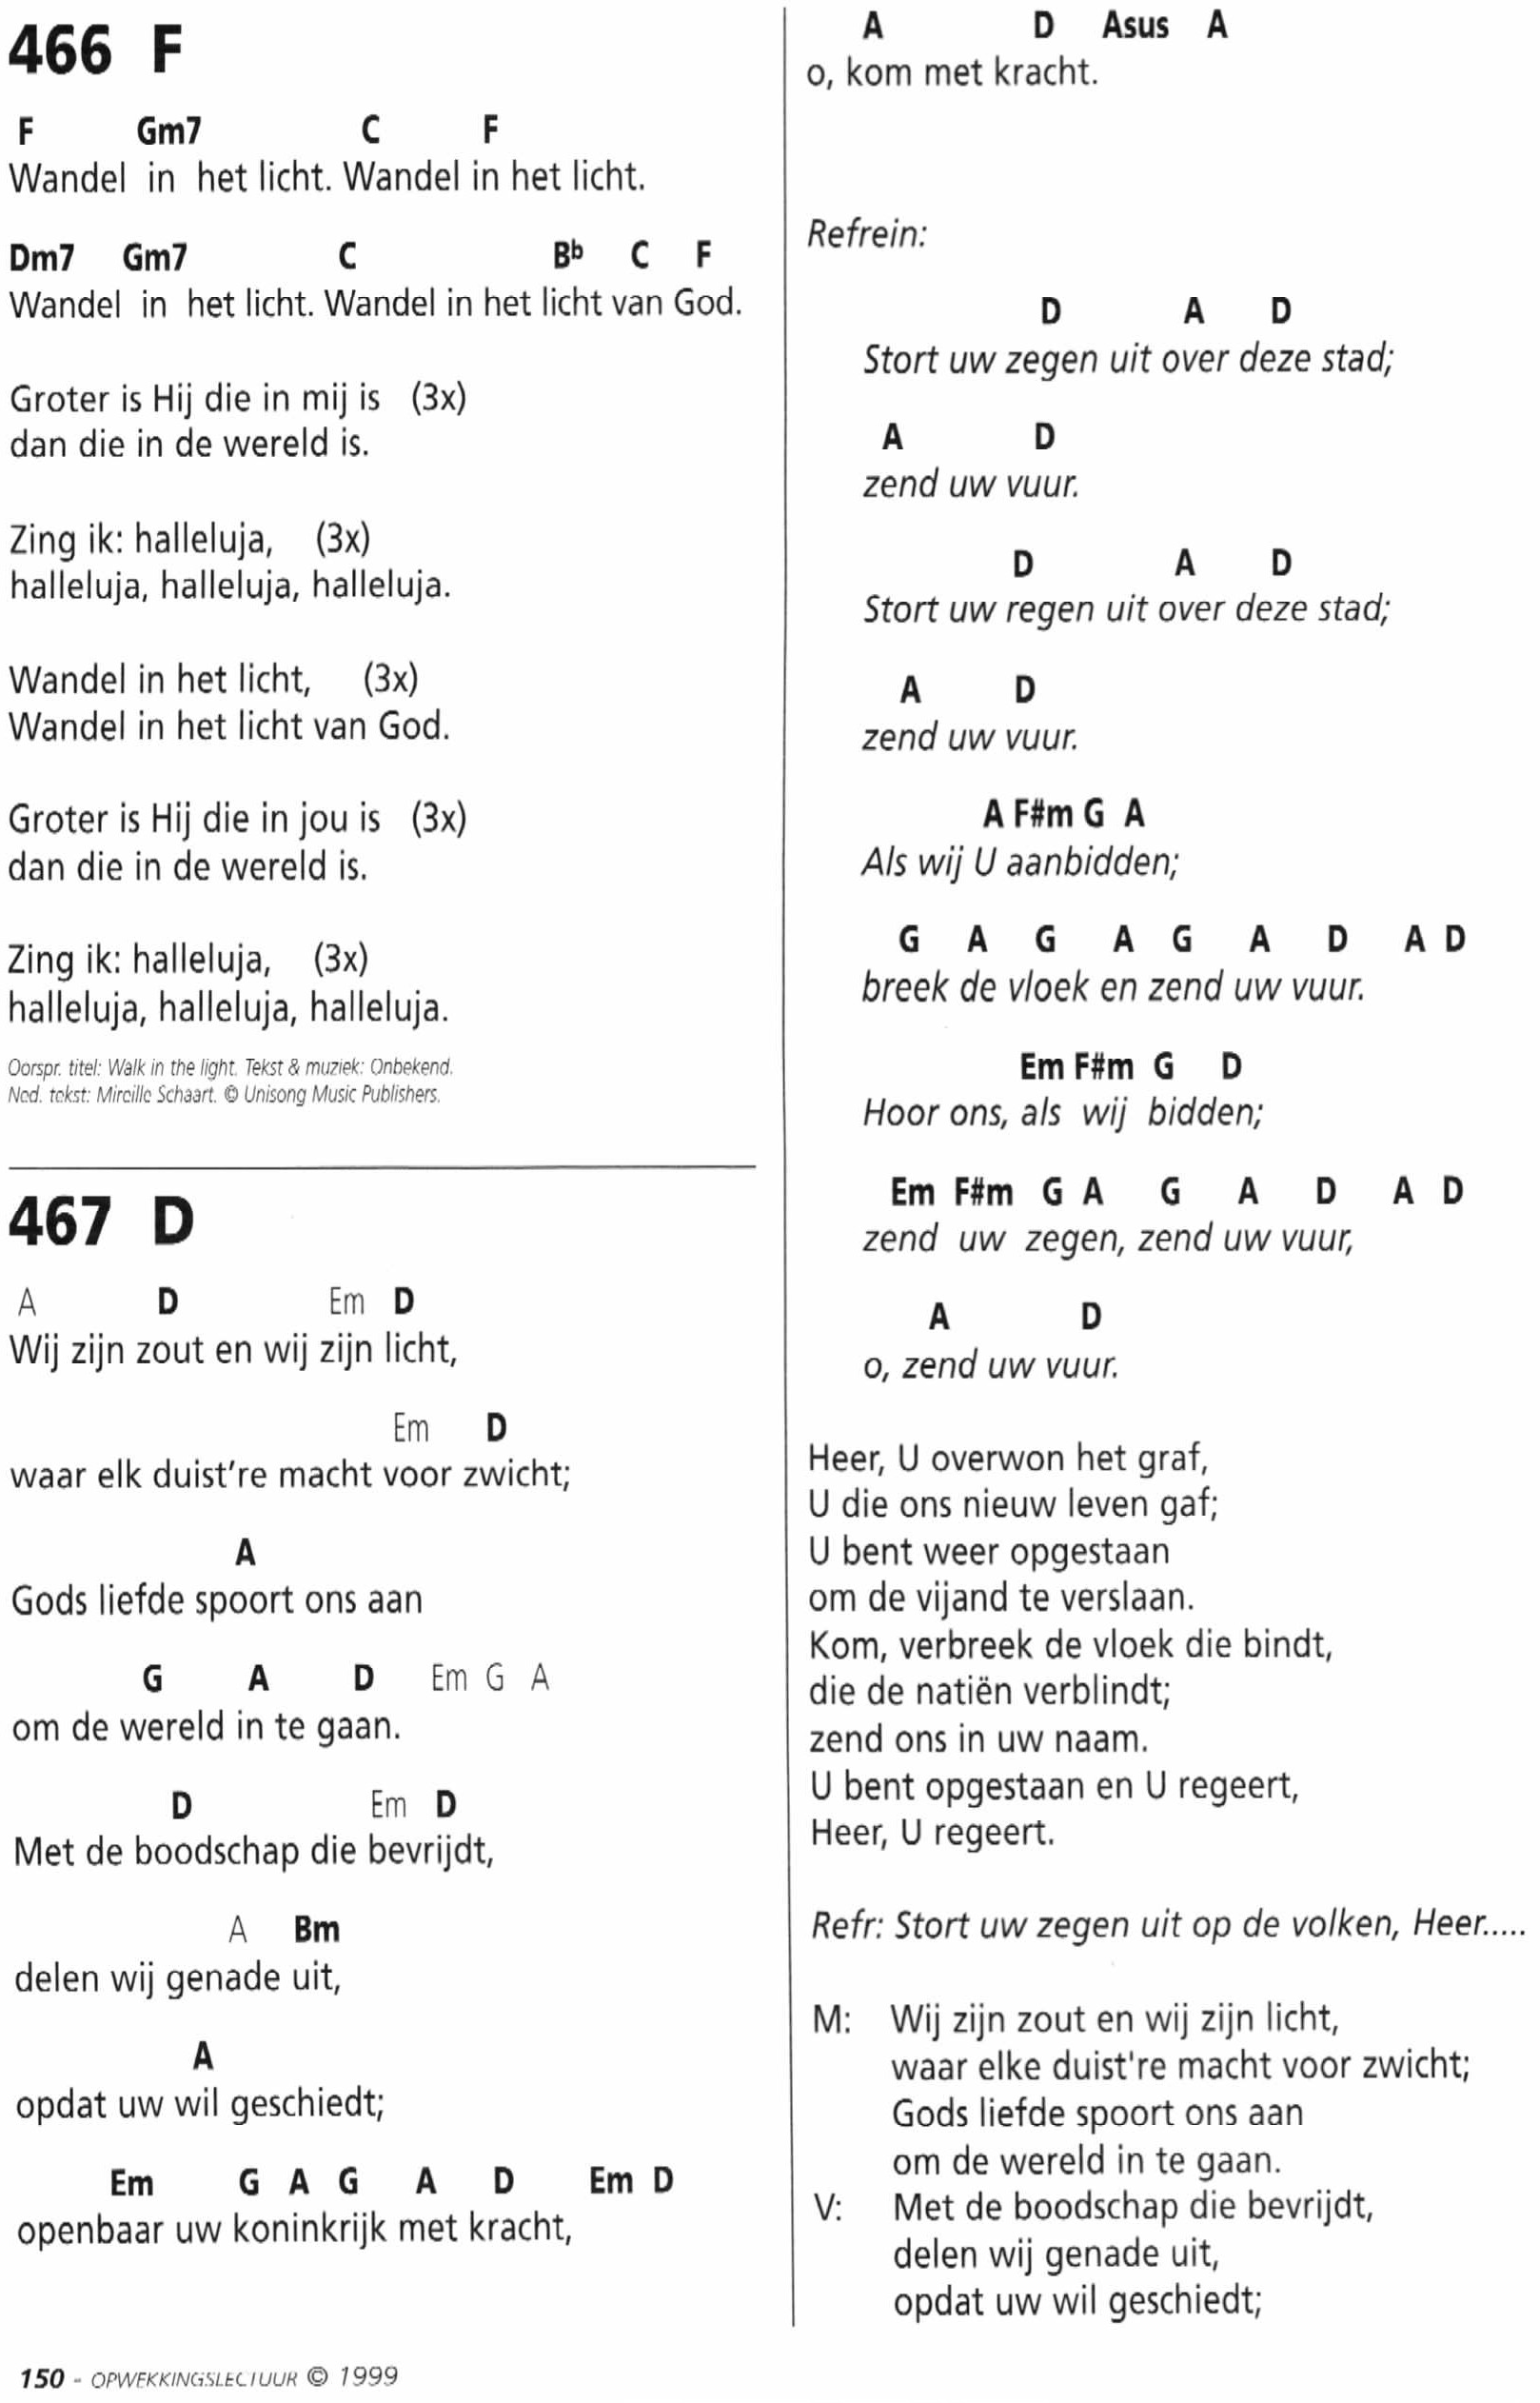 466 F
F Gm7 C F
Wandel in het licht. Wandel in het licht.
Dm7 Gm7 C Bb C F
Wandel in het licht. Wandel in het licht van God.
Groter is Hij die in mij is (3x)
dan die in de wereld is.
Zing ik: halleluja, (3x)
halleluja, halleluja, halleluja.
Wandel in het licht, (3x)
Wandel in het licht van God.
Groter is Hij die in jou is (3x)
dan die in de wereld is.
Zing ik: halleluja, (3x)
halleluja, halleluja, halleluja.
Oorspr. titel: Walk in the light. Tekst & muziek: Onbekend.
Ned. tekst: Mireille Schaart. © Unisong Music Publishers.
467 D
A D Em D
Wij zijn zout en wij zijn licht,
Em D
waar elk duist’re macht voor zwicht;
A
Gods liefde spoort ons aan
G A D Em G A
om de wereld in te gaan.
D Em D
Met de boodschap die bevrijdt,
A Bm
delen wij genade uit,
A
opdat uw wil geschiedt;
Em G A G A D Em D
openbaar uw koninkrijk met kracht,
A D Asus A
o, kom met kracht.
Refrein:
D A D
Stort uw zegen uit over deze stad;
A D
zend uw vuur.
D A D
Stort uw regen uit over deze stad;
A D
zend uw vuur.
A F#m G A
Als wij U aanbidden;
G A G A G A D A D
breek de vloek en zend uw vuur.
Em F#m G D
Hoor ons, als wij bidden;
Em F#m G A G A D A D
zend uw zegen, zend uw vuur,
A D
o, zend uw vuur.
Heer, U overwon het graf,
U die ons nieuw leven gaf;
U bent weer opgestaan
om de vijand te verslaan.
Kom, verbreek de vloek die bindt,
die de natiën verblindt;
zend ons in uw naam.
U bent opgestaan en U regeert,
Heer, U regeert.
Refr: Stort uw zegen uit op de volken, Heer.....
M: Wij zijn zout en wij zijn licht,
waar elke duist're macht voor zwicht;
Gods liefde spoort ons aan
om de wereld in te gaan.
V: Met de boodschap die bevrijdt,
delen wij genade uit,
opdat uw wil geschiedt;
150 - OPWEKKINGSLECTUUR © 1999